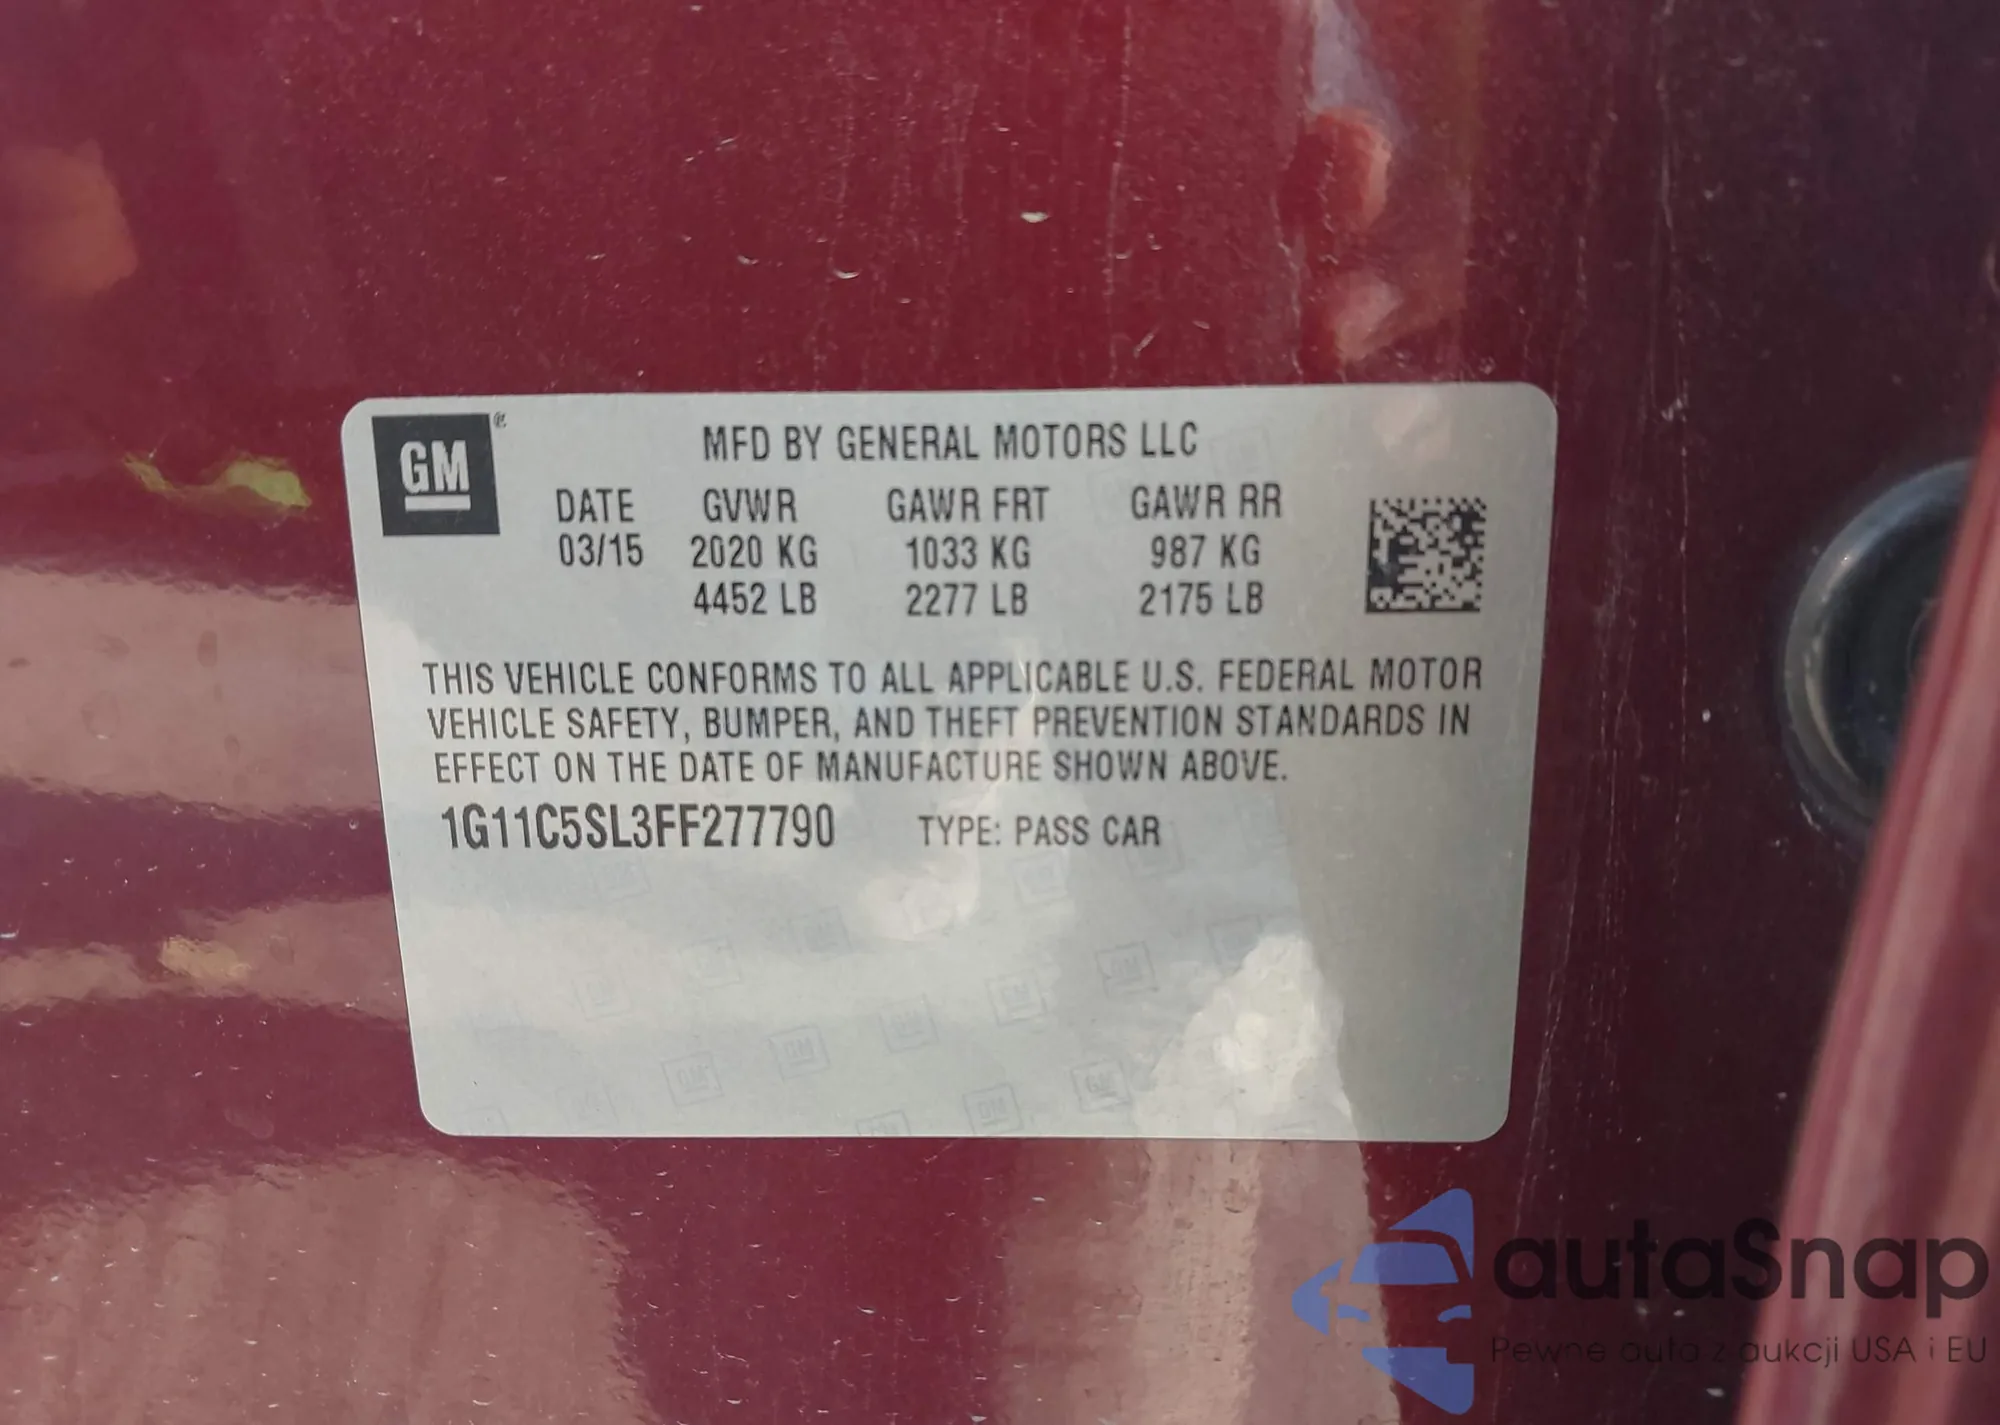 GM®
MFD BY GENERAL MOTORS LLC
DATE GVWR GAWR FRT GAWR RR
03/15 2020 KG 1033 KG 987 KG
4452 LB 2277 LB 2175 LB
THIS VEHICLE CONFORMS TO ALL APPLICABLE U.S. FEDERAL MOTOR
VEHICLE SAFETY, BUMPER, AND THEFT PREVENTION STANDARDS IN
EFFECT ON THE DATE OF MANUFACTURE SHOWN ABOVE.
1G11C5SL3FF277790 TYPE: PASS CAR
autaSnap
Pewne auta z aukcji USA i EU